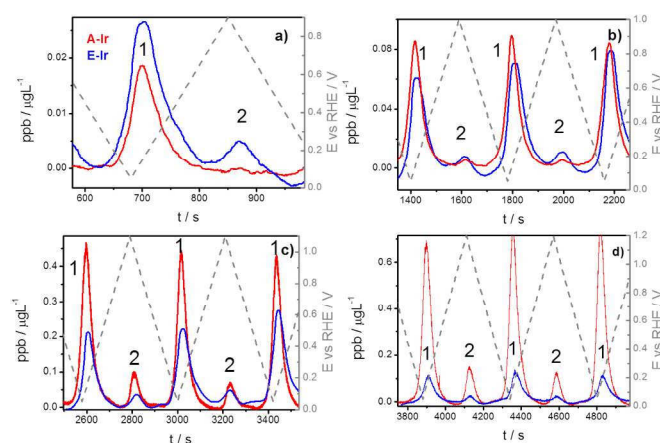 A-Ir
E-Ir
a)
1
2
0.02
0.01
0.00
ppb / µgL⁻¹
0.8
0.6
0.4
0.2
0.0
E vs RHE / V
600 700 800 900
t / s
b)
1
1
1
2
2
0.08
0.04
0.00
ppb / µgL⁻¹
1.0
0.8
0.6
0.4
0.2
0.0
E vs RHE / V
1400 1600 1800 2000 2200
t / s
c)
1
1
1
2
2
0.4
0.3
0.2
0.1
0.0
ppb / µgL⁻¹
1.0
0.8
0.6
0.4
0.2
0.0
E vs RHE / V
2600 2800 3000 3200 3400
t / s
d)
1
1
1
2
2
0.6
0.4
0.2
0.0
ppb / µgL⁻¹
1.2
1.0
0.8
0.6
0.4
0.2
0.0
E vs RHE / V
3800 4000 4200 4400 4600 4800
t / s